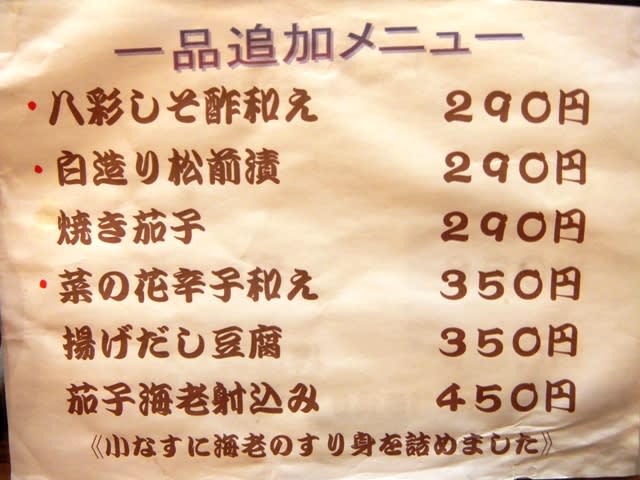 一品追加メニュー
・八彩しそ酢和え 290円
・白造り松前漬 290円
焼き茄子 290円
・菜の花辛子和え 350円
揚げだし豆腐 350円
茄子海老射込み 450円
《小なすに海老のすり身を詰めました》